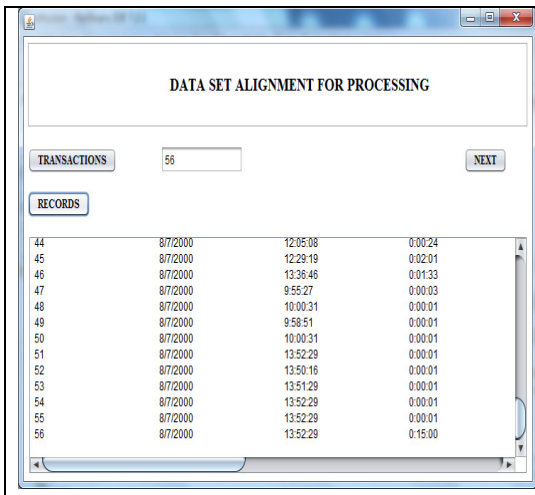 DATA SET ALIGNMENT FOR PROCESSING
TRANSACTIONS 56 NEXT
RECORDS
44 8/7/2000 12:05:08 0:00:24
45 8/7/2000 12:29:19 0:02:01
46 8/7/2000 13:36:46 0:01:33
47 8/7/2000 9:55:27 0:00:03
48 8/7/2000 10:00:31 0:00:01
49 8/7/2000 9:58:51 0:00:01
50 8/7/2000 10:00:31 0:00:01
51 8/7/2000 13:52:29 0:00:01
52 8/7/2000 13:50:16 0:00:01
53 8/7/2000 13:51:29 0:00:01
54 8/7/2000 13:52:29 0:00:01
55 8/7/2000 13:52:29 0:00:01
56 8/7/2000 13:52:29 0:15:00